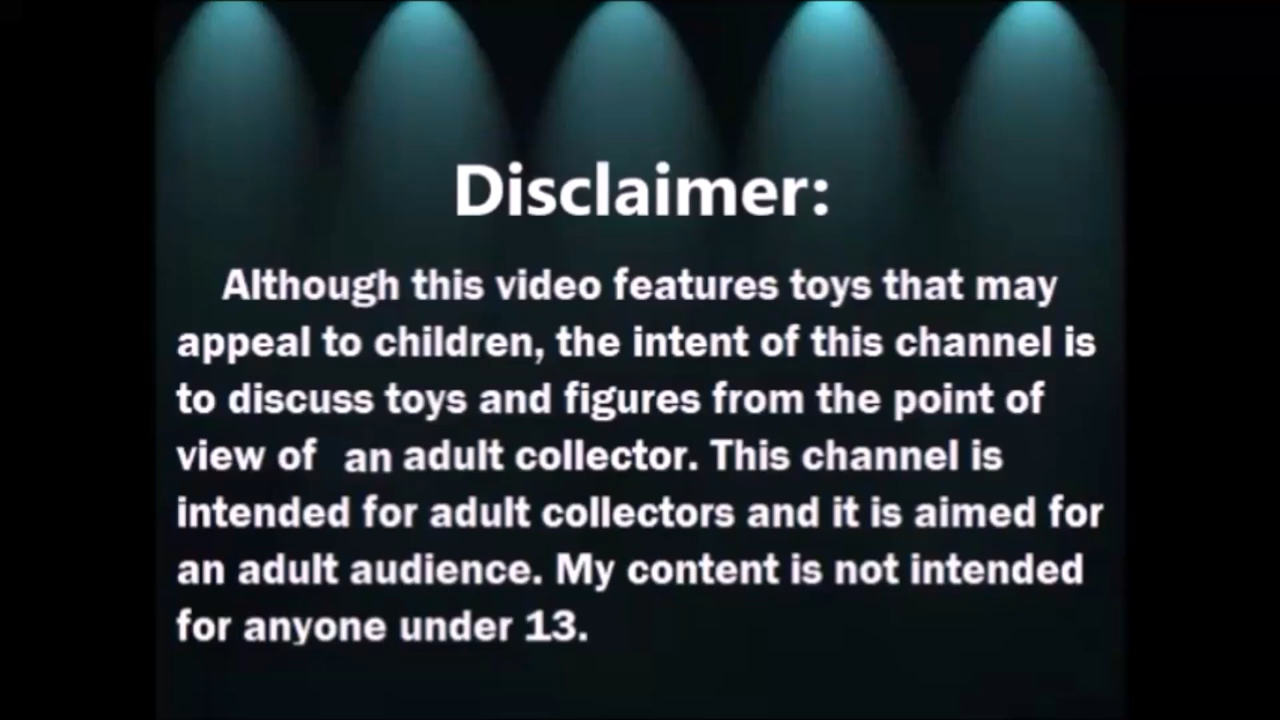 Disclaimer:
Although this video features toys that may
appeal to children, the intent of this channel is
to discuss toys and figures from the point of
view of an adult collector. This channel is
intended for adult collectors and it is aimed for
an adult audience. My content is not intended
for anyone under 13.